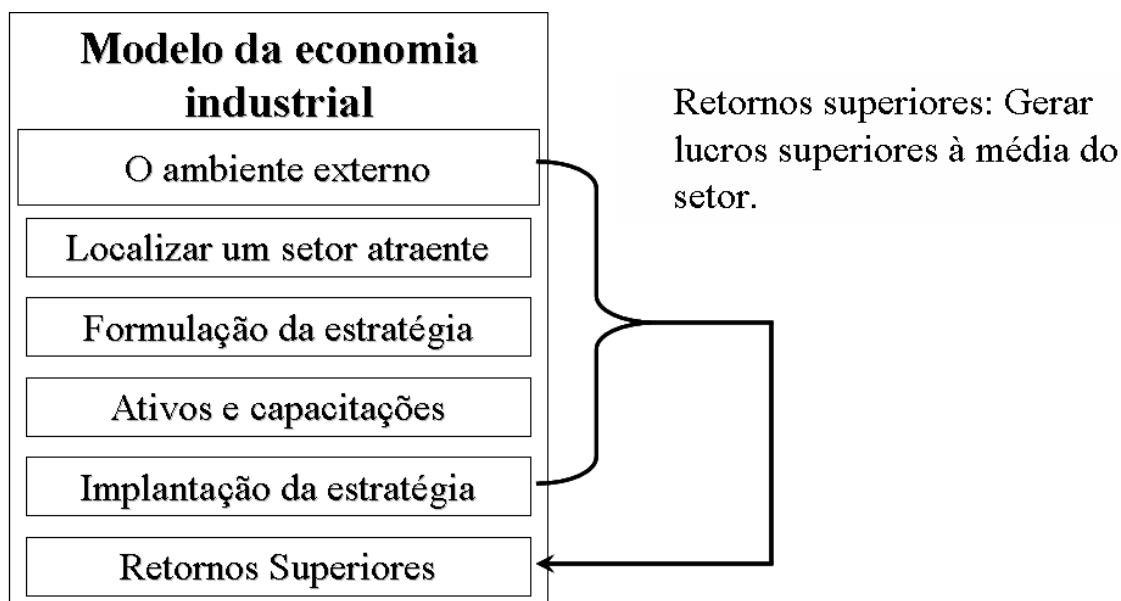 Modelo da economia
industrial
O ambiente externo
Localizar um setor atraente
Formulação da estratégia
Ativos e capacitações
Implantação da estratégia
Retornos Superiores
Retornos superiores: Gerar
lucros superiores à média do
setor.